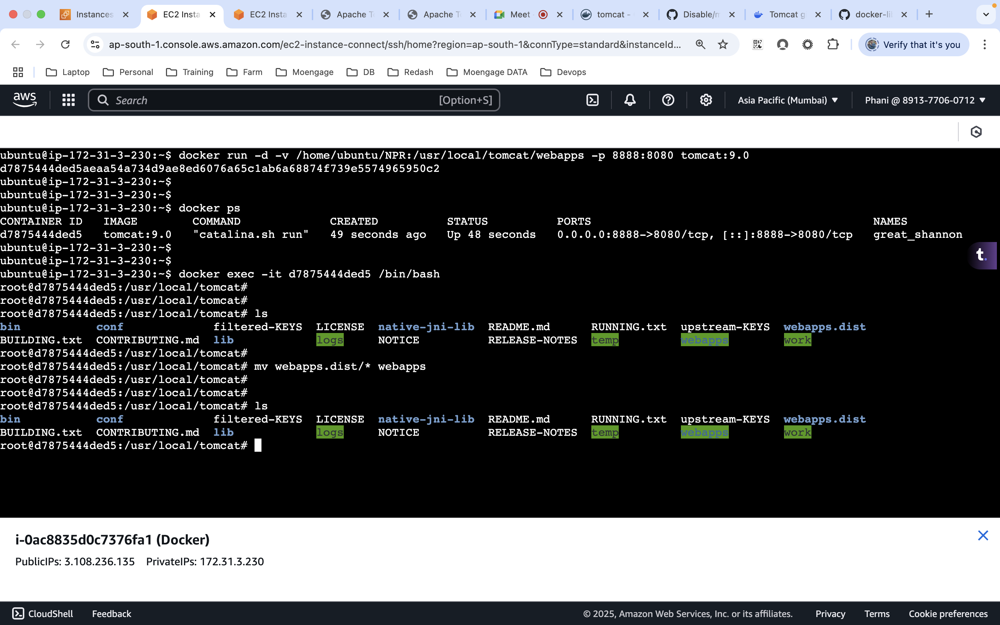 Instances
EC2 Insta
EC2 Insta
Apache T
Apache T
Meet -
tomcat -
Disable/
Tomcat g
docker-li
ap-south-1.console.aws.amazon.com/ec2-instance-connect/ssh/home?region=ap-south-1&connType=standard&instanceId...
Verify that it's you
Laptop
Personal
Training
Farm
Moengage
DB
Redash
Moengage DATA
Devops
aws
Search
[Option+S]
Asia Pacific (Mumbai)
Phani @ 8913-7706-0712
ubuntu@ip-172-31-3-230:~$ docker run -d -v /home/ubuntu/NPR:/usr/local/tomcat/webapps -p 8888:8080 tomcat:9.0
d7875444ded5aeaa54a734d9ae8ed6076a65c1ab6a68874f739e5574965950c2
ubuntu@ip-172-31-3-230:~$
ubuntu@ip-172-31-3-230:~$
ubuntu@ip-172-31-3-230:~$ docker ps
CONTAINER ID   IMAGE        COMMAND             CREATED          STATUS          PORTS                                         NAMES
d7875444ded5   tomcat:9.0   "catalina.sh run"   49 seconds ago   Up 48 seconds   0.0.0.0:8888->8080/tcp, [::]:8888->8080/tcp   great_shannon
ubuntu@ip-172-31-3-230:~$
ubuntu@ip-172-31-3-230:~$
ubuntu@ip-172-31-3-230:~$ docker exec -it d7875444ded5 /bin/bash
root@d7875444ded5:/usr/local/tomcat#
root@d7875444ded5:/usr/local/tomcat#
root@d7875444ded5:/usr/local/tomcat# ls
bin           conf             filtered-KEYS  LICENSE  native-jni-lib  README.md      RUNNING.txt  upstream-KEYS  webapps.dist
BUILDING.txt  CONTRIBUTING.md  lib            logs     NOTICE          RELEASE-NOTES  temp         webapps        work
root@d7875444ded5:/usr/local/tomcat#
root@d7875444ded5:/usr/local/tomcat# mv webapps.dist/* webapps
root@d7875444ded5:/usr/local/tomcat#
root@d7875444ded5:/usr/local/tomcat#
root@d7875444ded5:/usr/local/tomcat# ls
bin           conf             filtered-KEYS  LICENSE  native-jni-lib  README.md      RUNNING.txt  upstream-KEYS  webapps.dist
BUILDING.txt  CONTRIBUTING.md  lib            logs     NOTICE          RELEASE-NOTES  temp         webapps        work
root@d7875444ded5:/usr/local/tomcat#
t.
i-0ac8835d0c7376fa1 (Docker)
PublicIPs: 3.108.236.135 PrivateIPs: 172.31.3.230
CloudShell
Feedback
© 2025, Amazon Web Services, Inc. or its affiliates.
Privacy
Terms
Cookie preferences